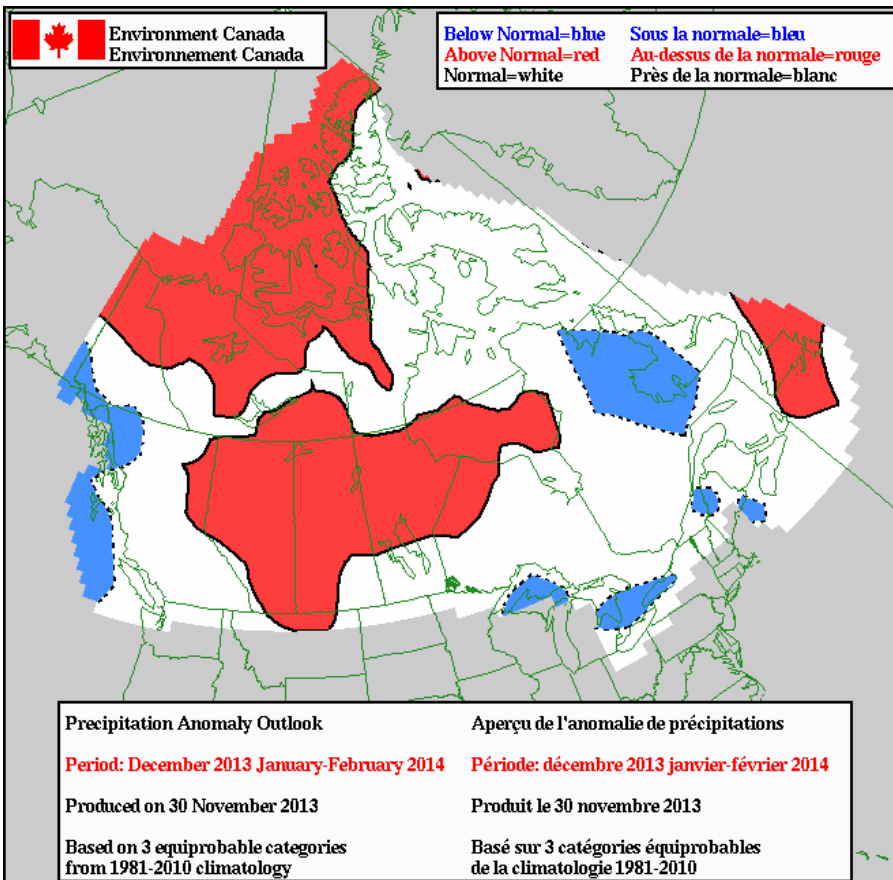 Environment Canada
Environnement Canada
Below Normal=blue Sous la normale=bleu
Above Normal=red Au-dessus de la normale=rouge
Normal=white Près de la normale=blanc
Precipitation Anomaly Outlook
Period: December 2013 January-February 2014
Produced on 30 November 2013
Based on 3 equiprobable categories
from 1981-2010 climatology
Aperçu de l'anomalie de précipitations
Période: décembre 2013 janvier-février 2014
Produit le 30 novembre 2013
Basé sur 3 catégories équiprobables
de la climatologie 1981-2010